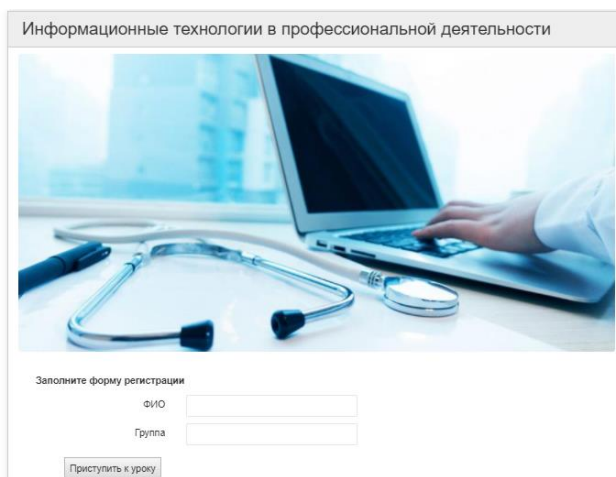 Информационные технологии в профессиональной деятельности
Заполните форму регистрации
ФИО
Группа
Приступить к уроку